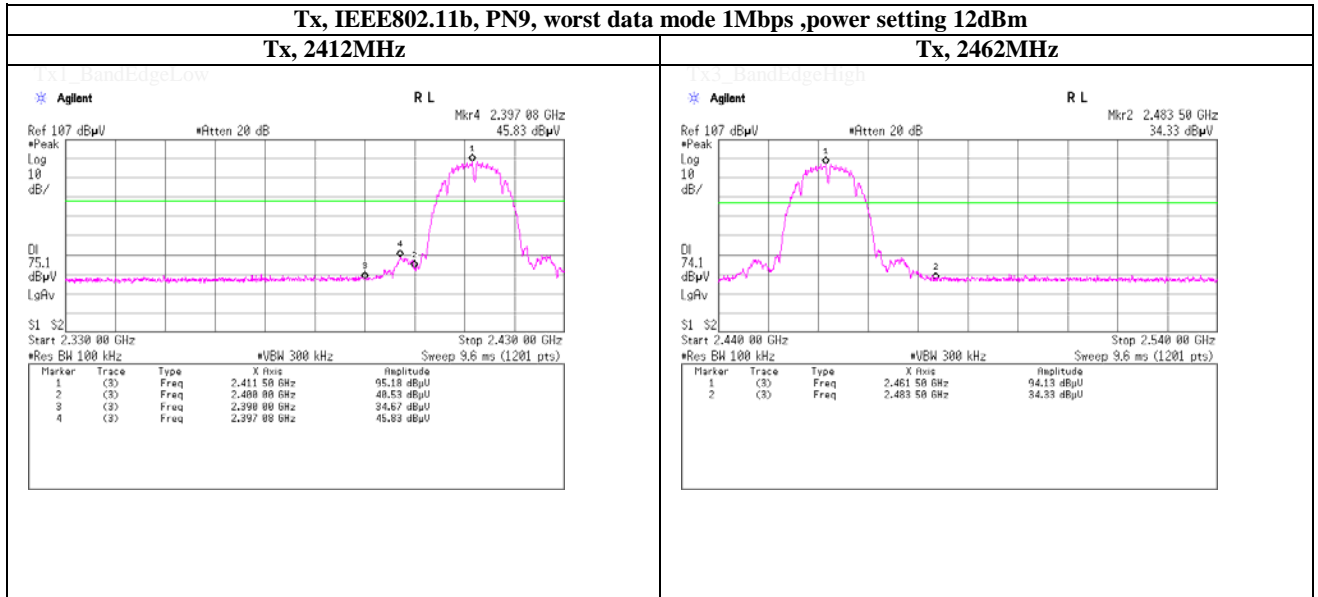 Tx, IEEE802.11b, PN9, worst data mode 1Mbps ,power setting 12dBm
Tx, 2412MHz
Tx1_BandEdgeLow
Agilent R L
Mkr4 2.397 08 GHz
Ref 107 dBµV #Atten 20 dB 45.83 dBµV
#Peak
Log
10
dB/
1
4
2
3
DI
75.1
dBµV
LgAv
S1 S2
Start 2.330 00 GHz Stop 2.430 00 GHz
#Res BW 100 kHz #VBW 300 kHz Sweep 9.6 ms (1201 pts)
Marker Trace Type X Axis Amplitude
1 (3) Freq 2.411 50 GHz 95.18 dBµV
2 (3) Freq 2.400 00 GHz 40.53 dBµV
3 (3) Freq 2.390 00 GHz 34.67 dBµV
4 (3) Freq 2.397 08 GHz 45.83 dBµV
Tx, 2462MHz
Tx3_BandEdgeHigh
Agilent R L
Mkr2 2.483 50 GHz
Ref 107 dBµV #Atten 20 dB 34.33 dBµV
#Peak
Log
10
dB/
1
2
DI
74.1
dBµV
LgAv
S1 S2
Start 2.440 00 GHz Stop 2.540 00 GHz
#Res BW 100 kHz #VBW 300 kHz Sweep 9.6 ms (1201 pts)
Marker Trace Type X Axis Amplitude
1 (3) Freq 2.461 50 GHz 94.13 dBµV
2 (3) Freq 2.483 50 GHz 34.33 dBµV